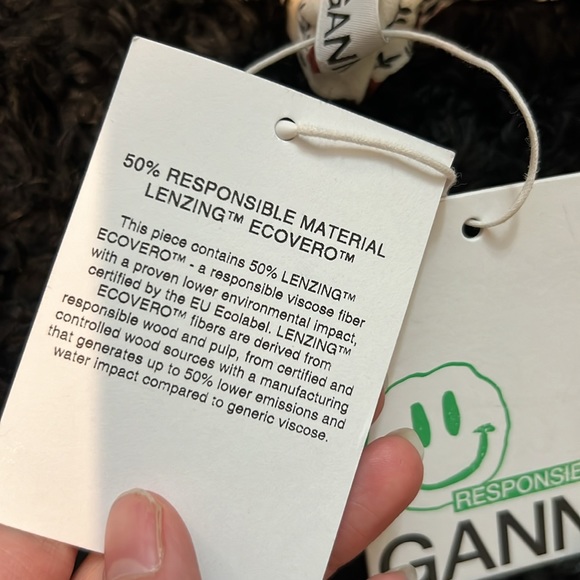 GANN
50% RESPONSIBLE MATERIAL
LENZING™ ECOVERO™
This piece contains 50% LENZING™
ECOVERO™ - a responsible viscose fiber
with a proven lower environmental impact,
certified by the EU Ecolabel. LENZING™
ECOVERO™ fibers are derived from
responsible wood and pulp, from certified and
controlled wood sources with a manufacturing
that generates up to 50% lower emissions and
water impact compared to generic viscose.
RESPONSIB
GANN